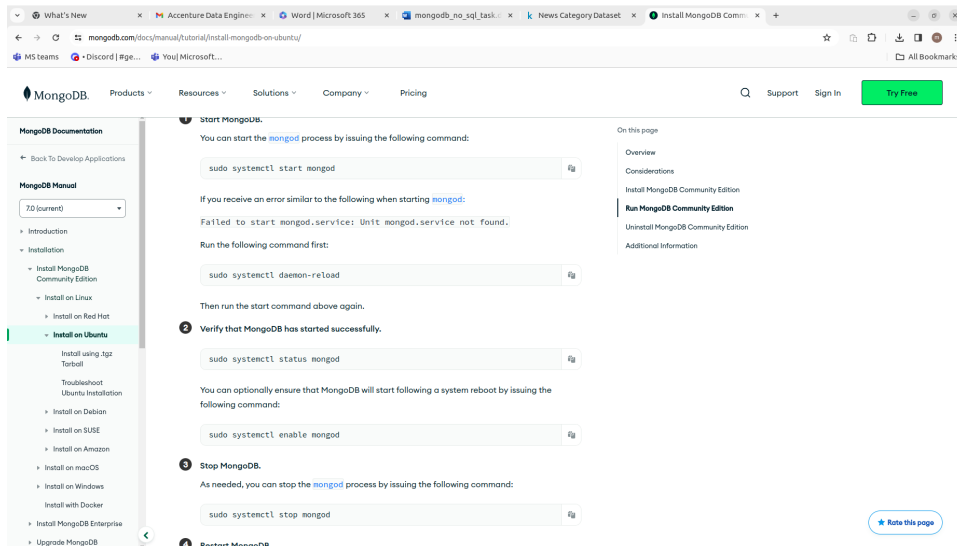 What's New
Accenture Data Enginee
Word | Microsoft 365
mongodb_no_sql_task.d
News Category Dataset
Install MongoDB Commu
mongodb.com/docs/manual/tutorial/install-mongodb-on-ubuntu/
MS teams
• Discord | #ge...
You| Microsoft...
All Bookmarks
MongoDB.
Products
Resources
Solutions
Company
Pricing
Support
Sign In
Try Free
MongoDB Documentation
Back To Develop Applications
MongoDB Manual
7.0 (current)
Introduction
Installation
Install MongoDB
Community Edition
Install on Linux
Install on Red Hat
Install on Ubuntu
Install using .tgz
Tarball
Troubleshoot
Ubuntu Installation
Install on Debian
Install on SUSE
Install on Amazon
Install on macOS
Install on Windows
Install with Docker
Install MongoDB Enterprise
Upgrade MongoDB
1 Start MongoDB.
You can start the mongod process by issuing the following command:
sudo systemctl start mongod
If you receive an error similar to the following when starting mongod:
Failed to start mongod.service: Unit mongod.service not found.
Run the following command first:
sudo systemctl daemon-reload
Then run the start command above again.
2 Verify that MongoDB has started successfully.
sudo systemctl status mongod
You can optionally ensure that MongoDB will start following a system reboot by issuing the
following command:
sudo systemctl enable mongod
3 Stop MongoDB.
As needed, you can stop the mongod process by issuing the following command:
sudo systemctl stop mongod
4 Restart MongoDB.
On this page
Overview
Considerations
Install MongoDB Community Edition
Run MongoDB Community Edition
Uninstall MongoDB Community Edition
Additional Information
Rate this page